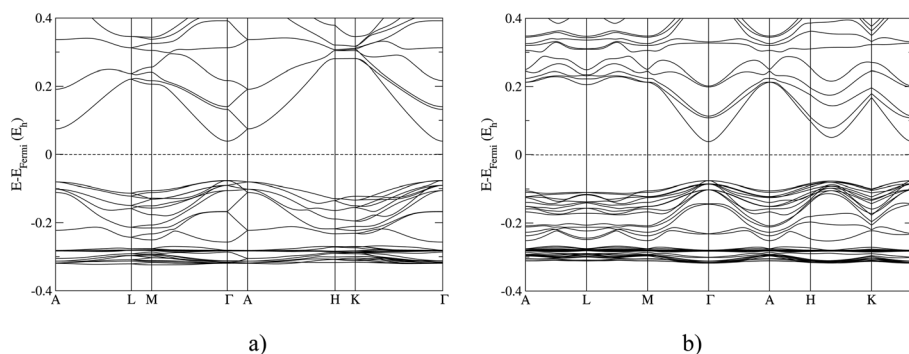 0.4
0.2
0
-0.2
-0.4
E-E_Fermi (E_h)
A L M Γ A H K Γ
a)
0.4
0.2
0
-0.2
-0.4
E-E_Fermi (E_h)
A L M Γ A H K
b)